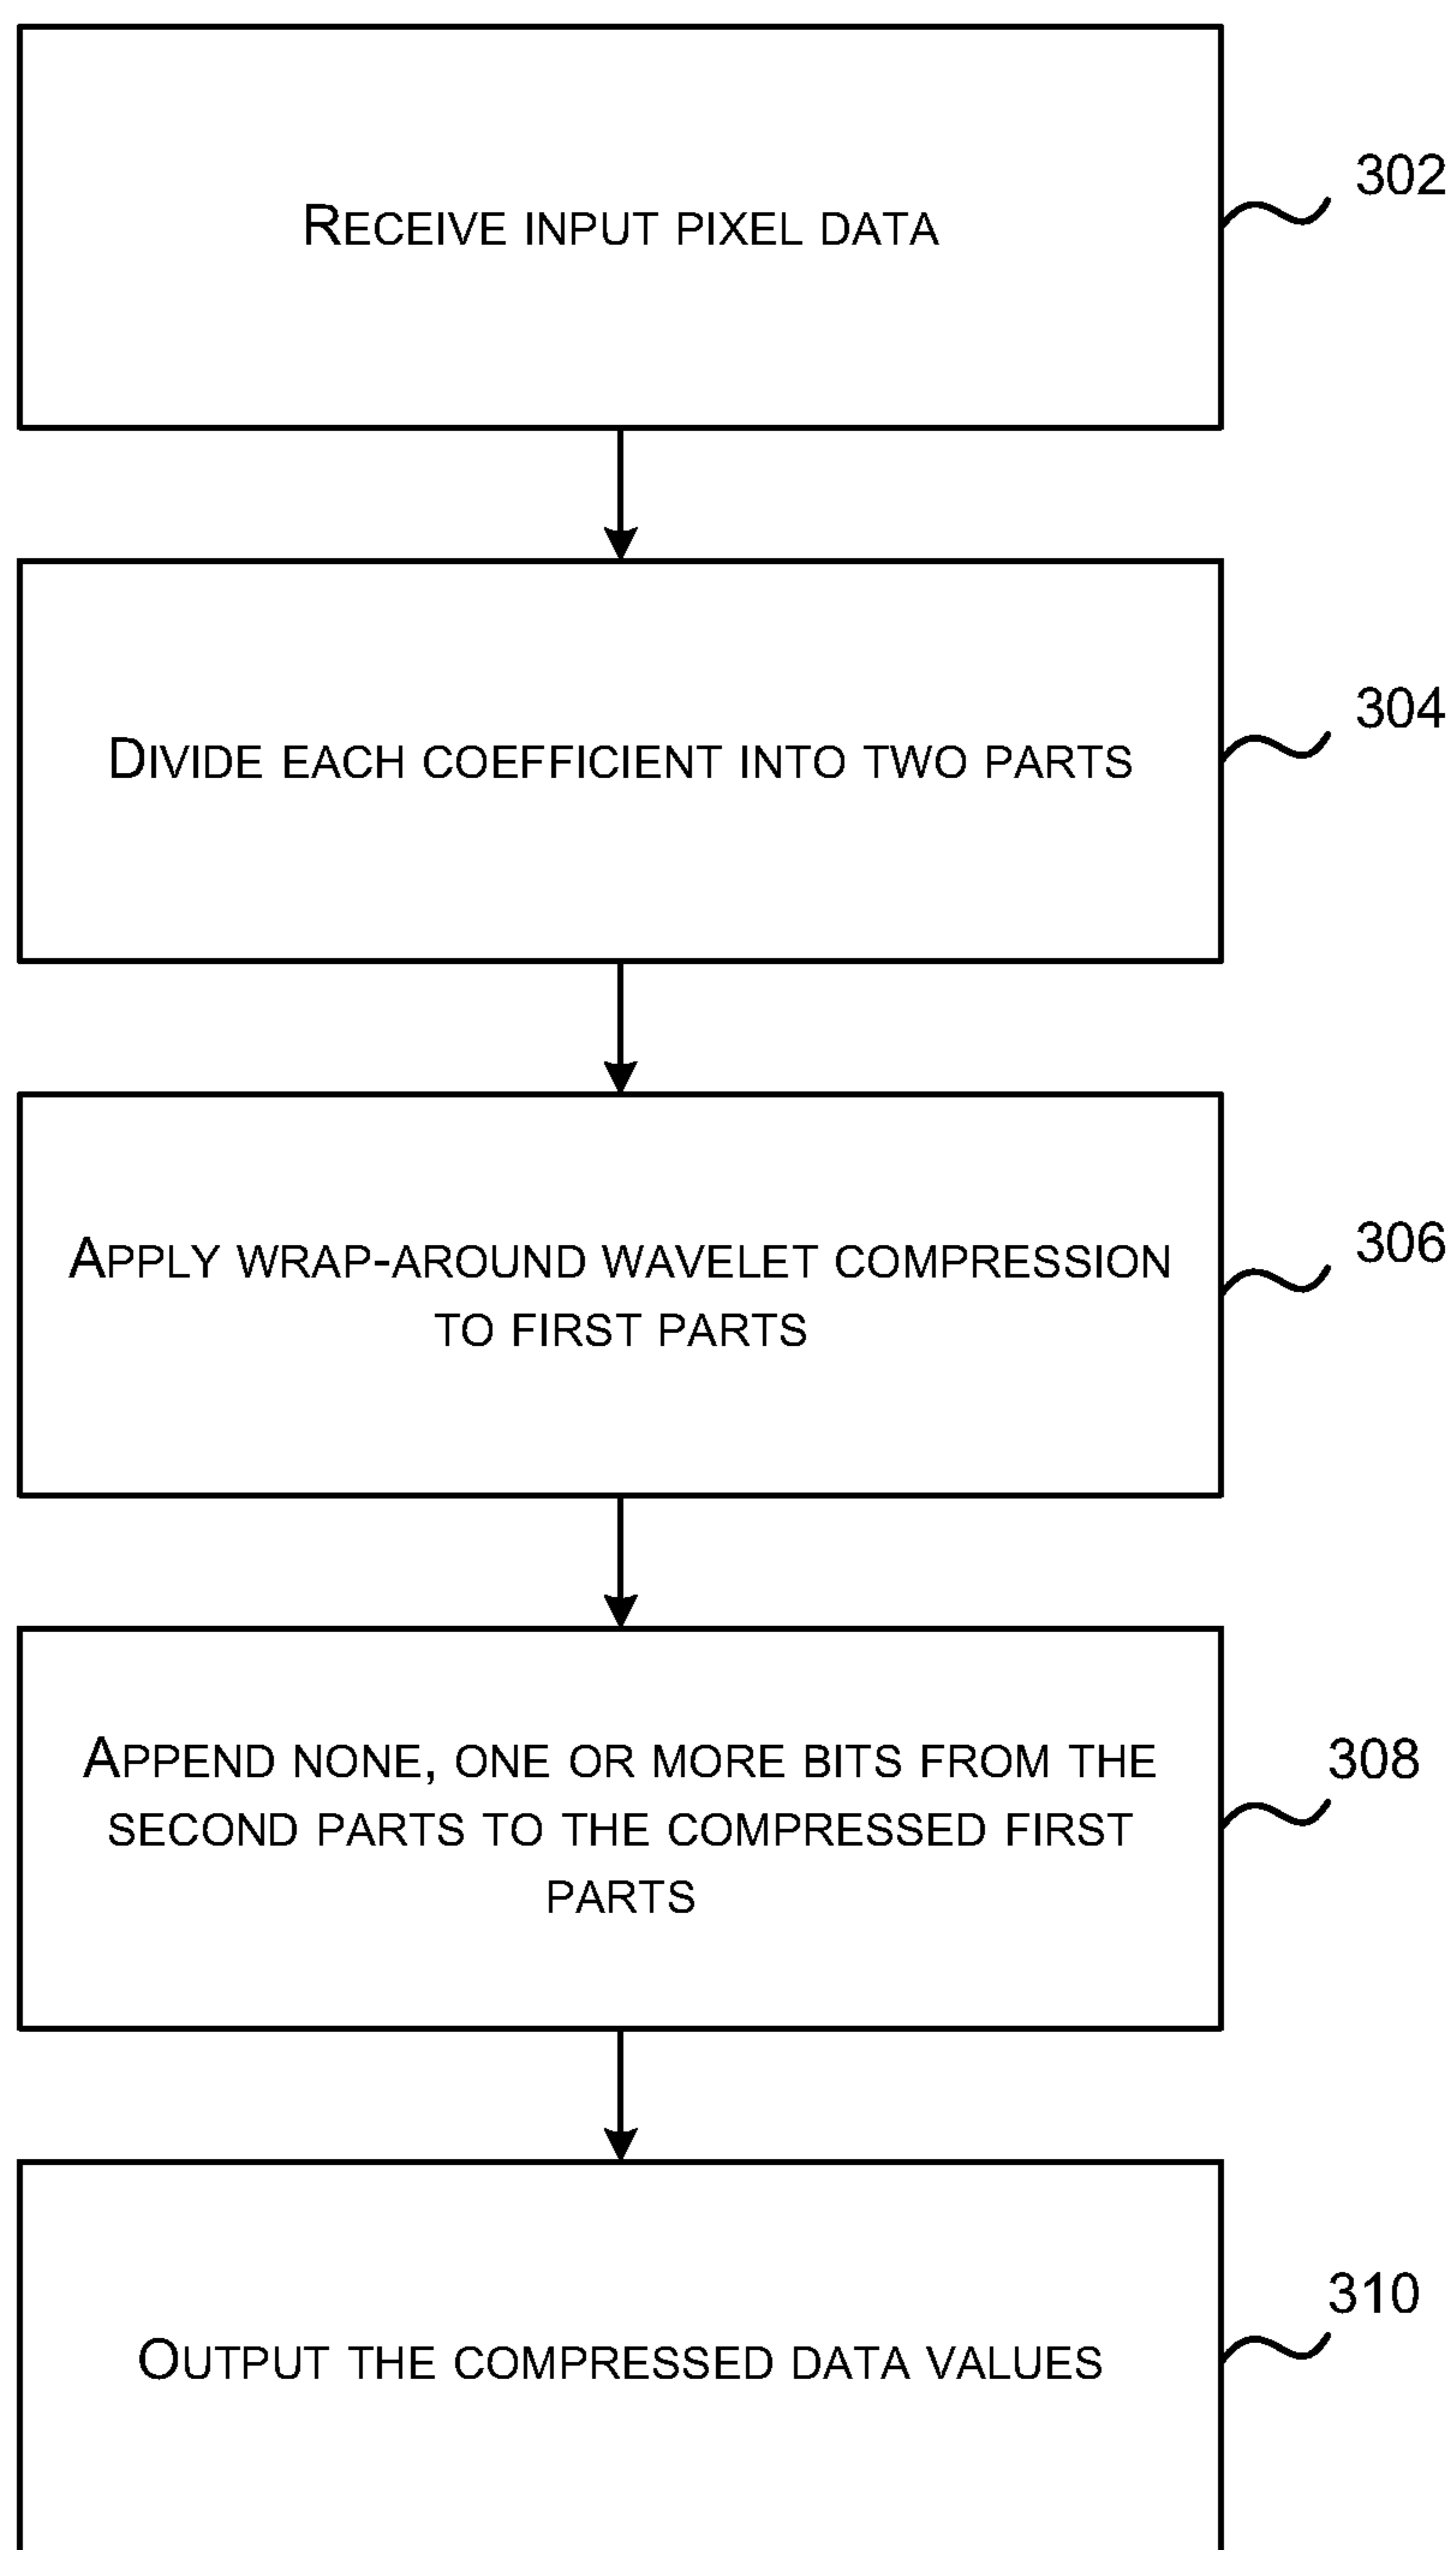 RECEIVE INPUT PIXEL DATA
302
DIVIDE EACH COEFFICIENT INTO TWO PARTS
304
APPLY WRAP-AROUND WAVELET COMPRESSION
TO FIRST PARTS
306
APPEND NONE, ONE OR MORE BITS FROM THE
SECOND PARTS TO THE COMPRESSED FIRST
PARTS
308
OUTPUT THE COMPRESSED DATA VALUES
310